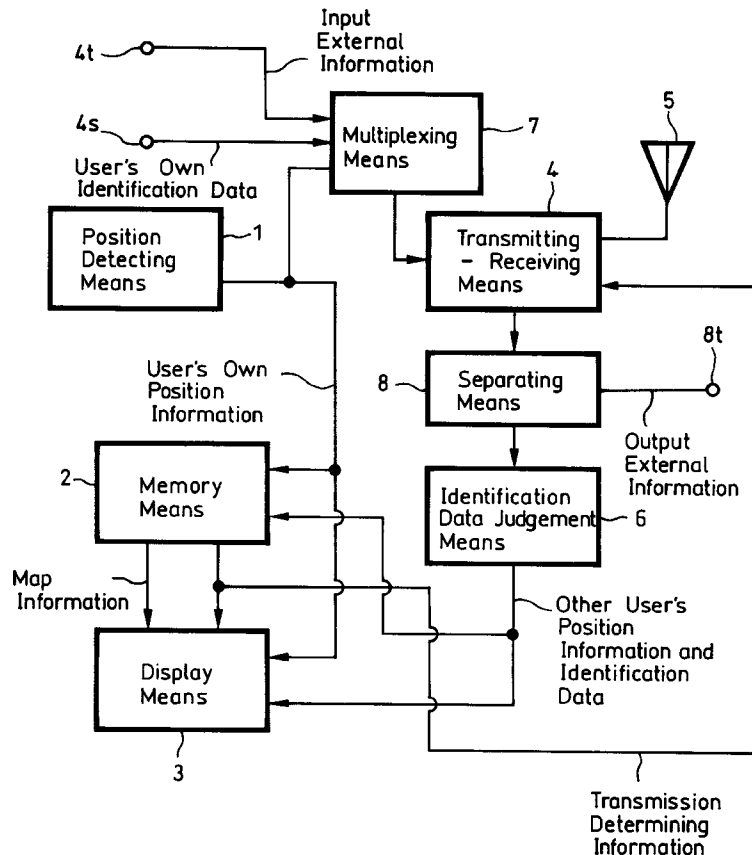 4t
Input
External
Information
4s
User's Own
Identification Data
Multiplexing
Means
7
5
Position
Detecting
Means
1
4
Transmitting
- Receiving
Means
User's Own
Position
Information
8
Separating
Means
8t
Output
External
Information
2
Memory
Means
Identification
Data Judgement
Means
6
Map
Information
Other User's
Position
Information and
Identification
Data
Display
Means
3
Transmission
Determining
Information